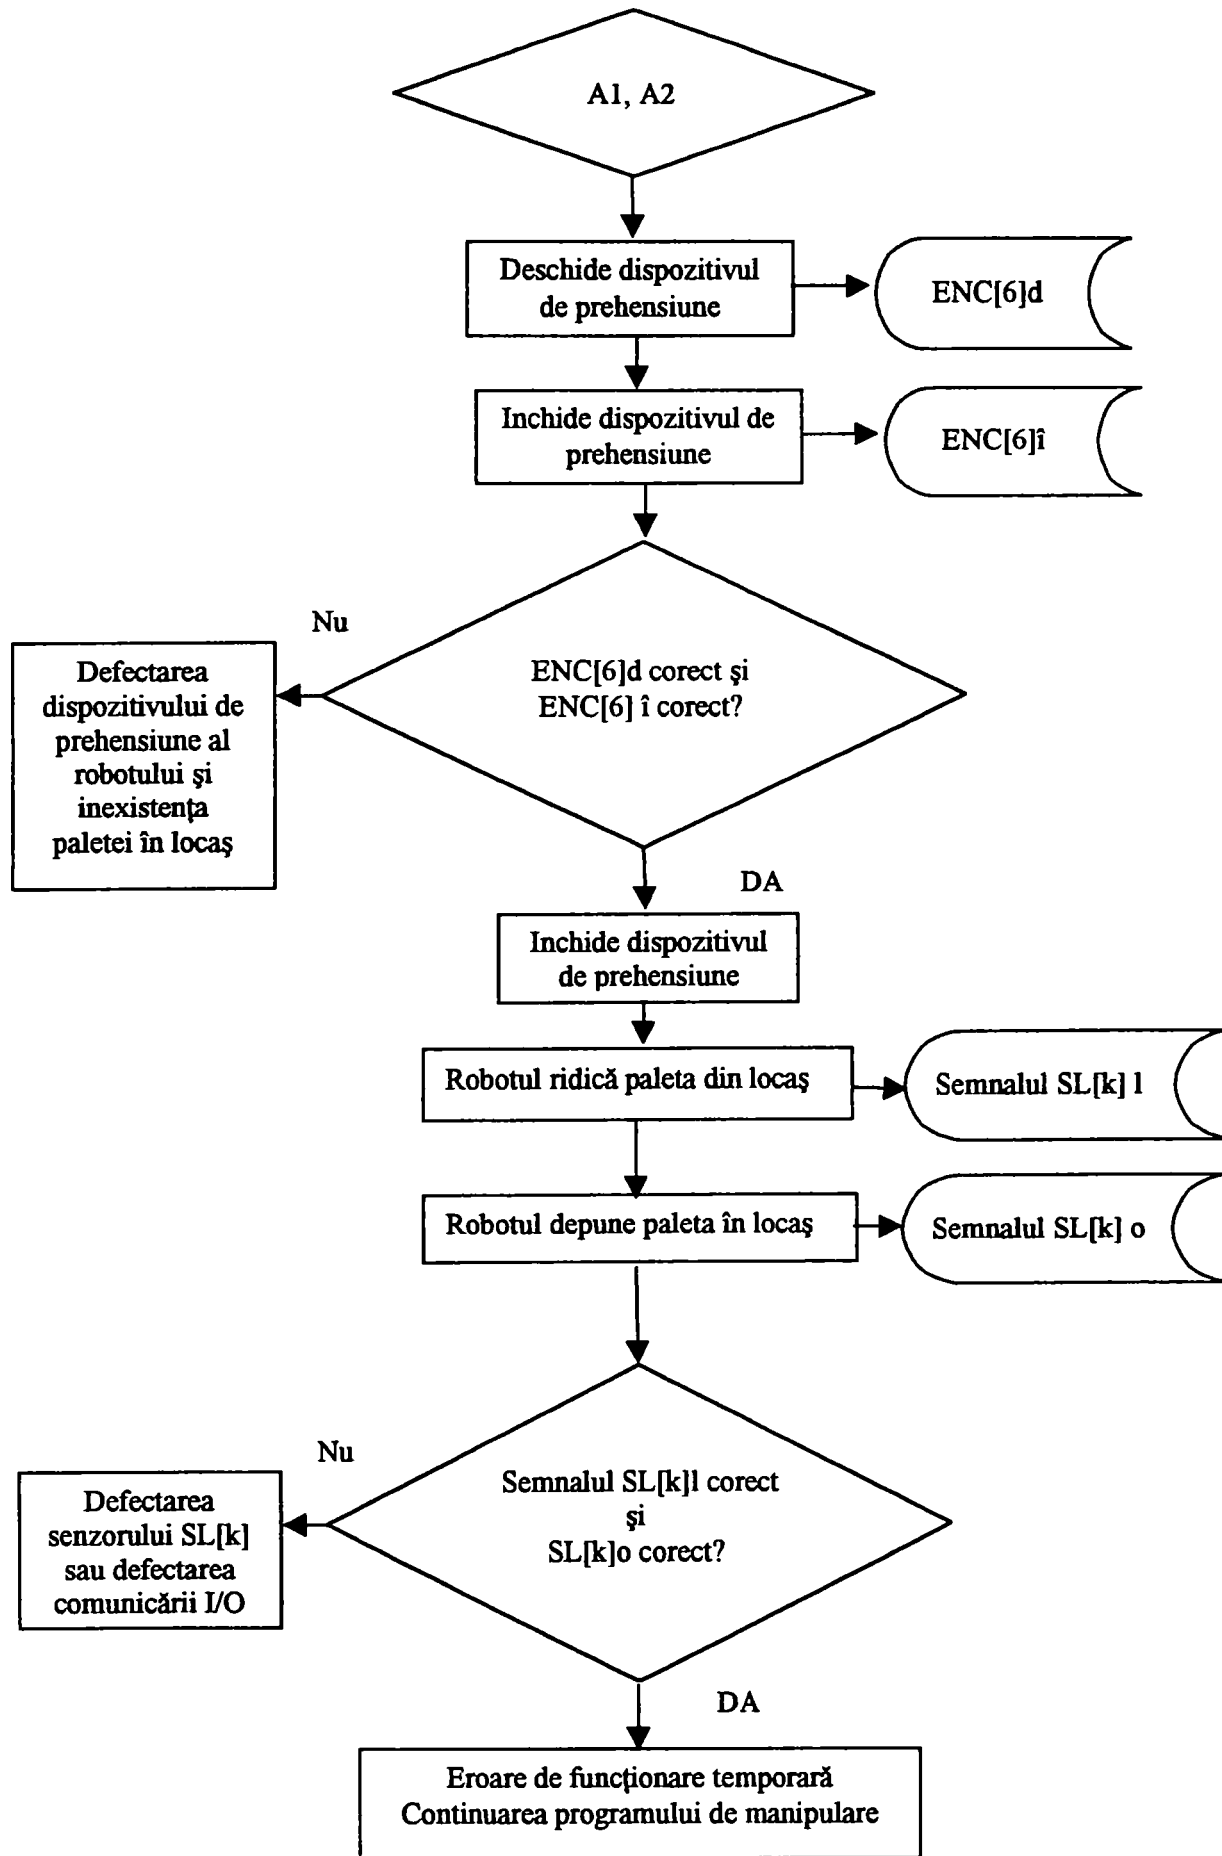 A1, A2
Deschide dispozitivul
de prehensiune
ENC[6]d
Inchide dispozitivul de
prehensiune
ENC[6]î
Nu
ENC[6]d corect şi
ENC[6] î corect?
Defectarea
dispozitivului de
prehensiune al
robotului şi
inexistenţa
paletei în locaş
DA
Inchide dispozitivul
de prehensiune
Robotul ridică paleta din locaş
Semnalul SL[k] l
Robotul depune paleta în locaş
Semnalul SL[k] o
Nu
Semnalul SL[k]l corect
şi
SL[k]o corect?
Defectarea
senzorului SL[k]
sau defectarea
comunicării I/O
DA
Eroare de funcţionare temporară
Continuarea programului de manipulare